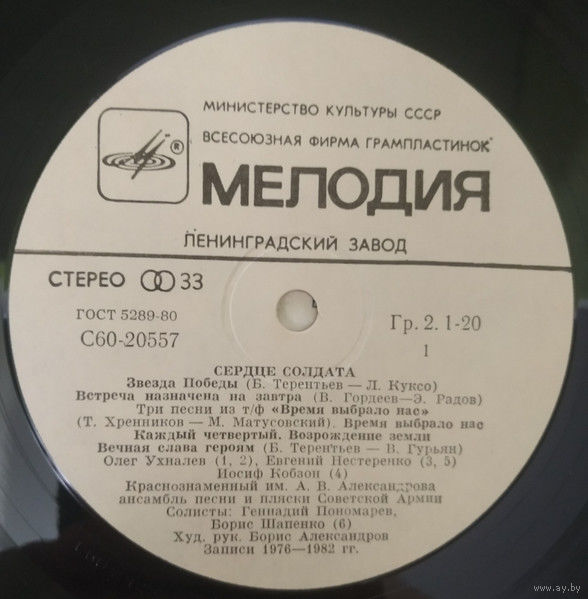 МИНИСТЕРСТВО КУЛЬТУРЫ СССР
ВСЕСОЮЗНАЯ ФИРМА ГРАМПЛАСТИНОК
®
МЕЛОДИЯ
ЛЕНИНГРАДСКИЙ ЗАВОД
СТЕРЕО 33
ГОСТ 5289-80
С60-20557
Гр. 2. 1-20
1
СЕРДЦЕ СОЛДАТА
Звезда Победы (Б. Терентьев — Л. Куксо)
Встреча назначена на завтра (В. Гордеев—Э. Радов)
Три песни из т/ф «Время выбрало нас»
(Т. Хренников — М. Матусовский). Время выбрало нас
Каждый четвертый. Возрождение земли
Вечная слава героям (Б. Терентьев — В. Гурьян)
Олег Ухналев (1, 2), Евгений Нестеренко (3, 5)
Иосиф Кобзон (4)
Краснознаменный им. А. В. Александрова
ансамбль песни и пляски Советской Армии
Солисты: Геннадий Пономарев,
Борис Шапенко (6)
Худ. рук. Борис Александров
Записи 1976—1982 гг.
www.ay.by